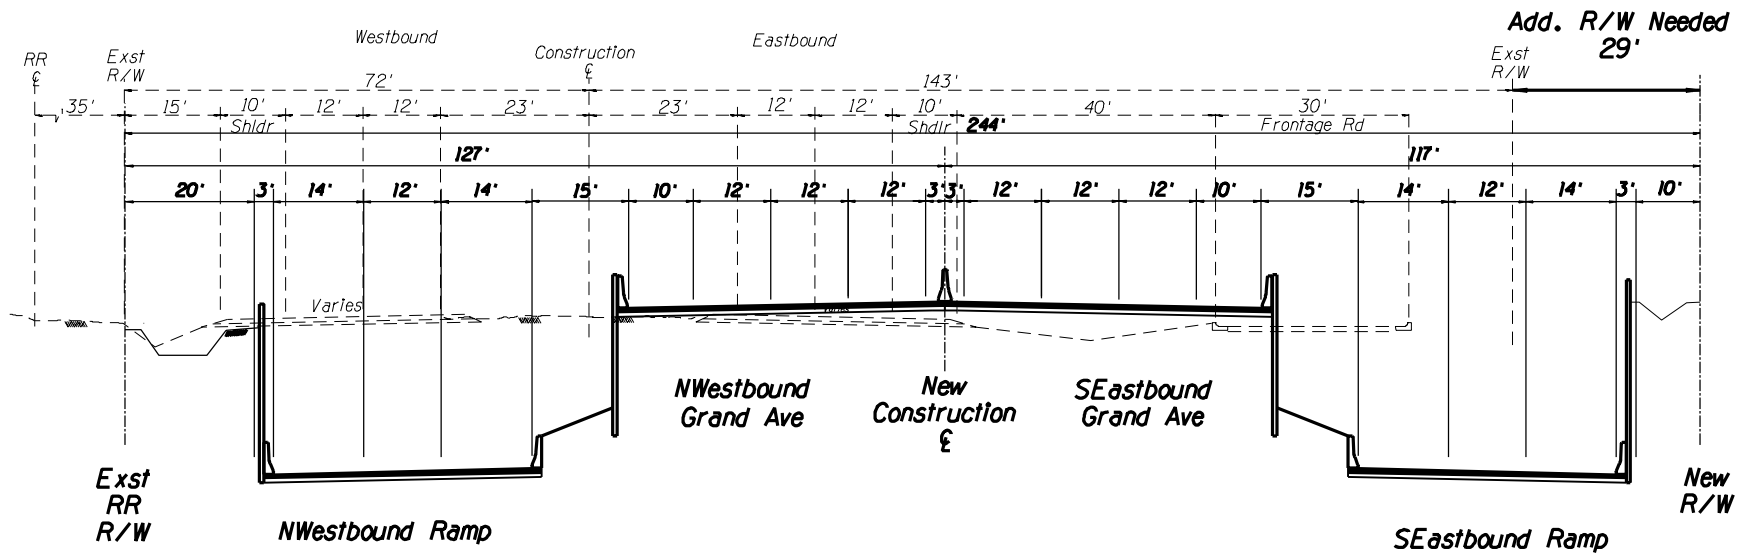 Add. R/W Needed
29'
Westbound
Eastbound
RR
℄
Exst
R/W
Construction
℄
Exst
R/W
72'
143'
35' 15' 10' 12' 12' 23' 23' 12' 12' 10' 40' 30'
Shldr
Shdlr
244'
Frontage Rd
127'
117'
20' 3' 14' 12' 14' 15' 10' 12' 12' 12' 3' 3' 12' 12' 12' 10' 15' 14' 12' 14' 3' 10'
Varies
Varies
NWestbound
Grand Ave
New
Construction
℄
SEastbound
Grand Ave
Exst
RR
R/W
New
R/W
NWestbound Ramp
SEastbound Ramp